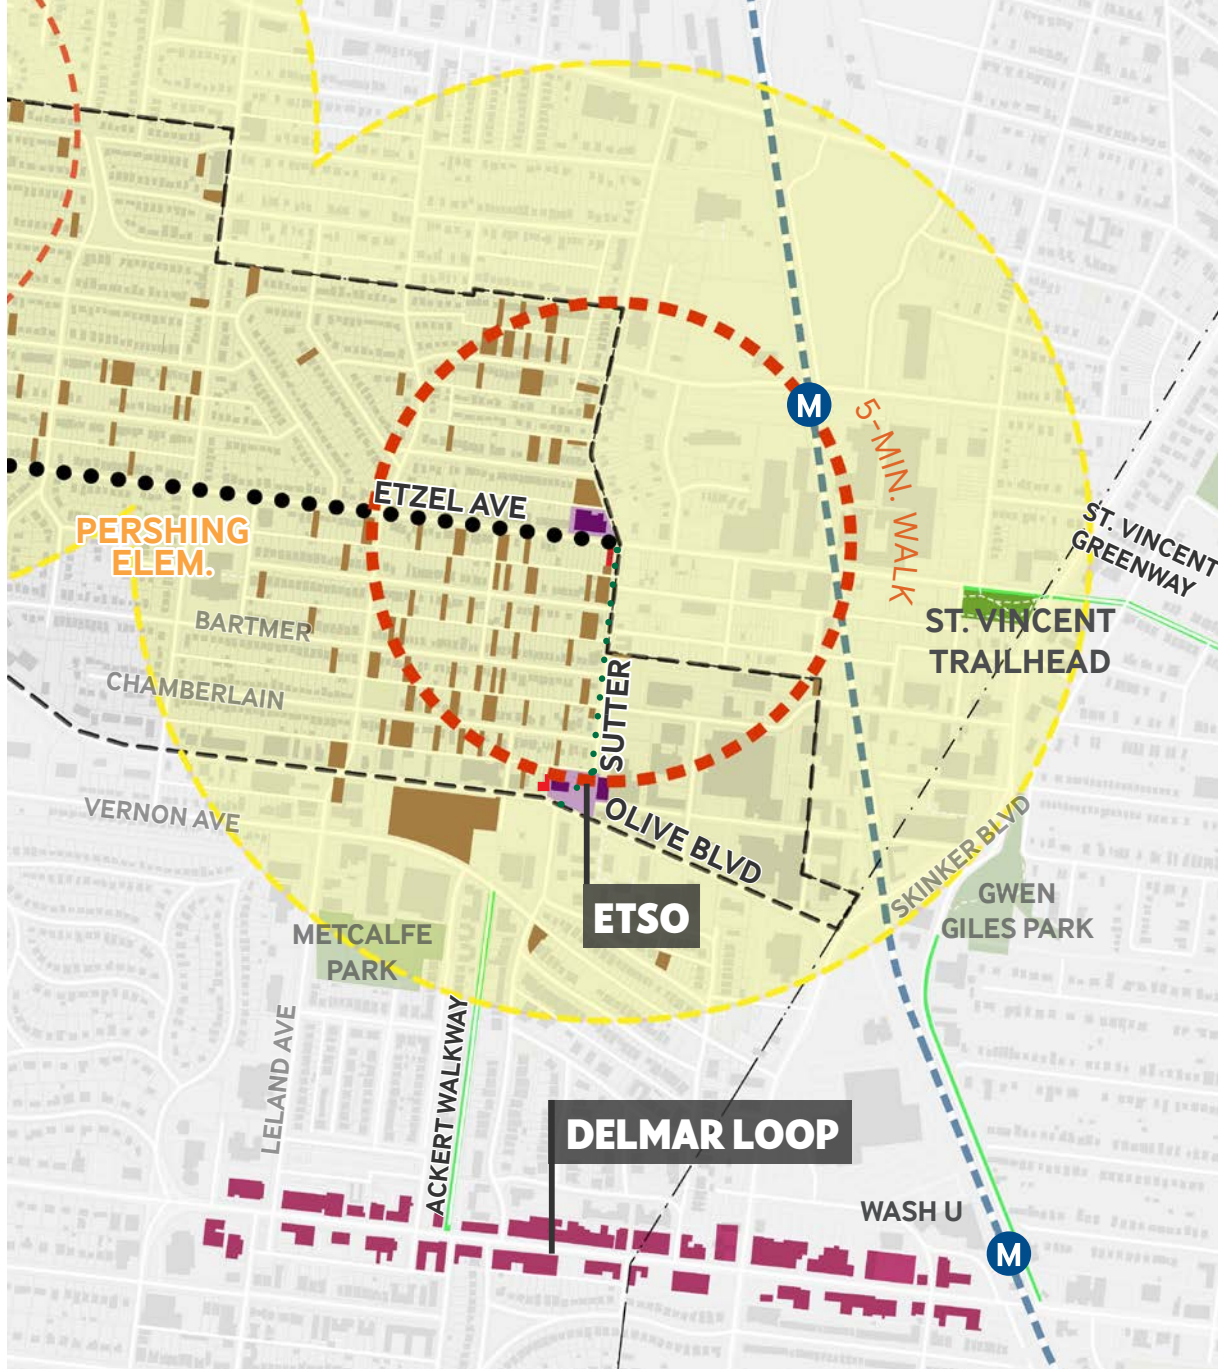 M
5-MIN. WALK
ETZEL AVE
PERSHING
ELEM.
ST. VINCENT
GREENWAY
BARTMER
ST. VINCENT
TRAILHEAD
CHAMBERLAIN
SUTTER
VERNON AVE
OLIVE BLVD
SKINKER BLVD
ETSO
GWEN
GILES PARK
METCALFE
PARK
LELAND AVE
ACKERT WALKWAY
DELMAR LOOP
WASH U
M